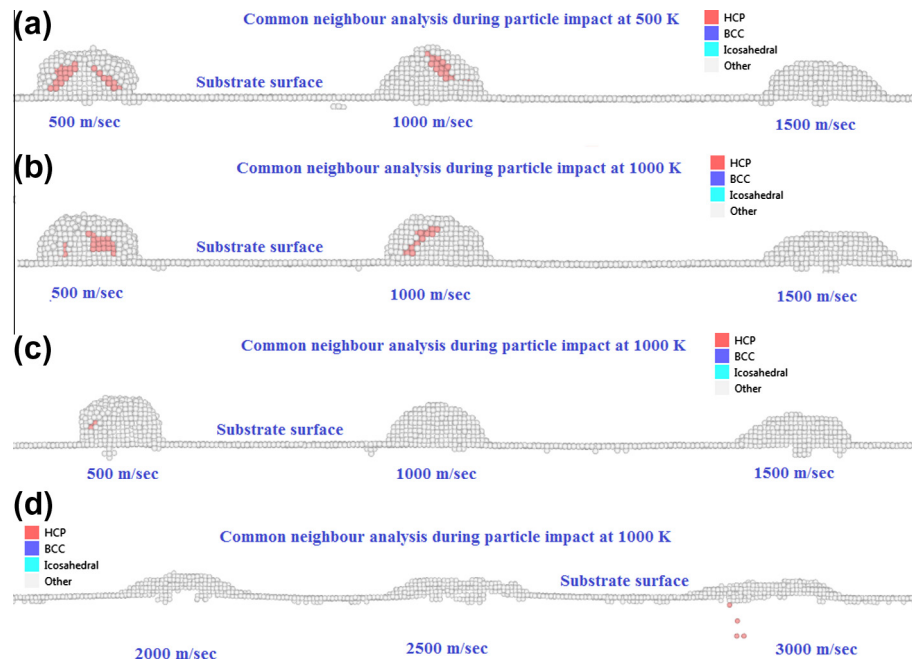 (a)
Common neighbour analysis during particle impact at 500 K
HCP
BCC
Icosahedral
Other
Substrate surface
500 m/sec
1000 m/sec
1500 m/sec
(b)
Common neighbour analysis during particle impact at 1000 K
HCP
BCC
Icosahedral
Other
Substrate surface
500 m/sec
1000 m/sec
1500 m/sec
(c)
Common neighbour analysis during particle impact at 1000 K
HCP
BCC
Icosahedral
Other
Substrate surface
500 m/sec
1000 m/sec
1500 m/sec
(d)
HCP
BCC
Icosahedral
Other
Common neighbour analysis during particle impact at 1000 K
Substrate surface
2000 m/sec
2500 m/sec
3000 m/sec